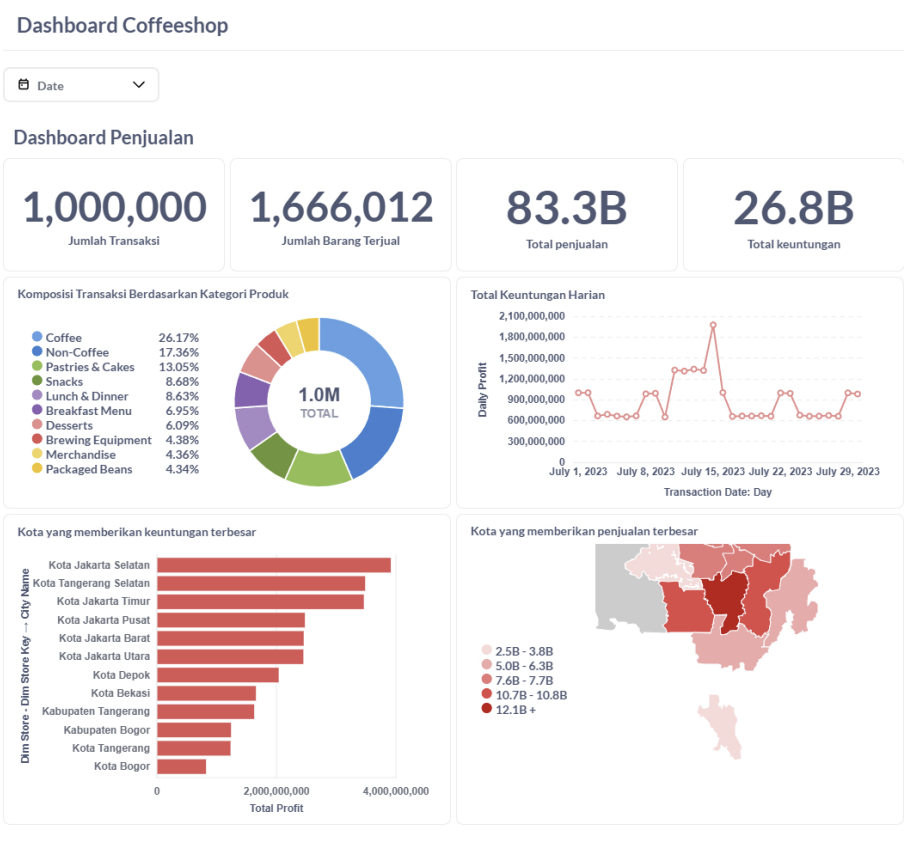 Dashboard Coffeeshop
Date
Dashboard Penjualan
1,000,000
Jumlah Transaksi
1,666,012
Jumlah Barang Terjual
83.3B
Total penjualan
26.8B
Total keuntungan
Komposisi Transaksi Berdasarkan Kategori Produk
Coffee 26.17%
Non-Coffee 17.36%
Pastries & Cakes 13.05%
Snacks 8.68%
Lunch & Dinner 8.63%
Breakfast Menu 6.95%
Desserts 6.09%
Brewing Equipment 4.38%
Merchandise 4.36%
Packaged Beans 4.34%
1.0M
TOTAL
Total Keuntungan Harian
Daily Profit
2,100,000,000
1,800,000,000
1,500,000,000
1,200,000,000
900,000,000
600,000,000
300,000,000
0
July 1, 2023 July 8, 2023 July 15, 2023 July 22, 2023 July 29, 2023
Transaction Date: Day
Kota yang memberikan keuntungan terbesar
Dim Store - Dim Store Key → City Name
Kota Jakarta Selatan
Kota Tangerang Selatan
Kota Jakarta Timur
Kota Jakarta Pusat
Kota Jakarta Barat
Kota Jakarta Utara
Kota Depok
Kota Bekasi
Kabupaten Tangerang
Kabupaten Bogor
Kota Tangerang
Kota Bogor
0 2,000,000,000 4,000,000,000
Total Profit
Kota yang memberikan penjualan terbesar
2.5B - 3.8B
5.0B - 6.3B
7.6B - 7.7B
10.7B - 10.8B
12.1B +